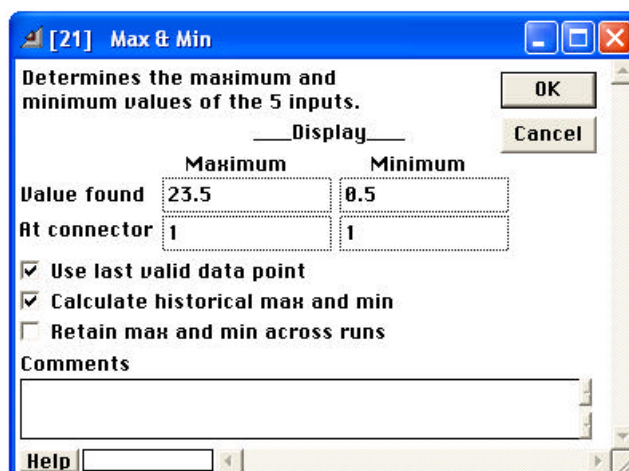 [21] Max & Min
Determines the maximum and
minimum values of the 5 inputs.
OK
Cancel
___Display___
Maximum Minimum
Value found 23.5 0.5
At connector 1 1
Use last valid data point
Calculate historical max and min
Retain max and min across runs
Comments
Help